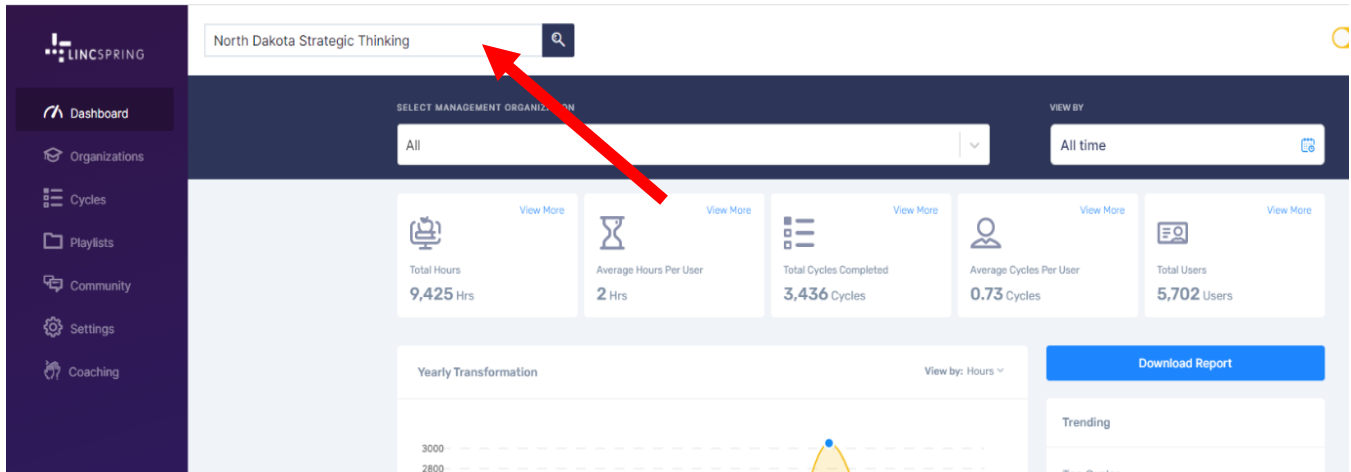 LINCSPRING
North Dakota Strategic Thinking
Dashboard
Organizations
Cycles
Playlists
Community
Settings
Coaching
SELECT MANAGEMENT ORGANIZATION
All
VIEW BY
All time
View More
Total Hours
9,425 Hrs
View More
Average Hours Per User
2 Hrs
View More
Total Cycles Completed
3,436 Cycles
View More
Average Cycles Per User
0.73 Cycles
View More
Total Users
5,702 Users
Yearly Transformation
View by: Hours
3000
2800
Download Report
Trending